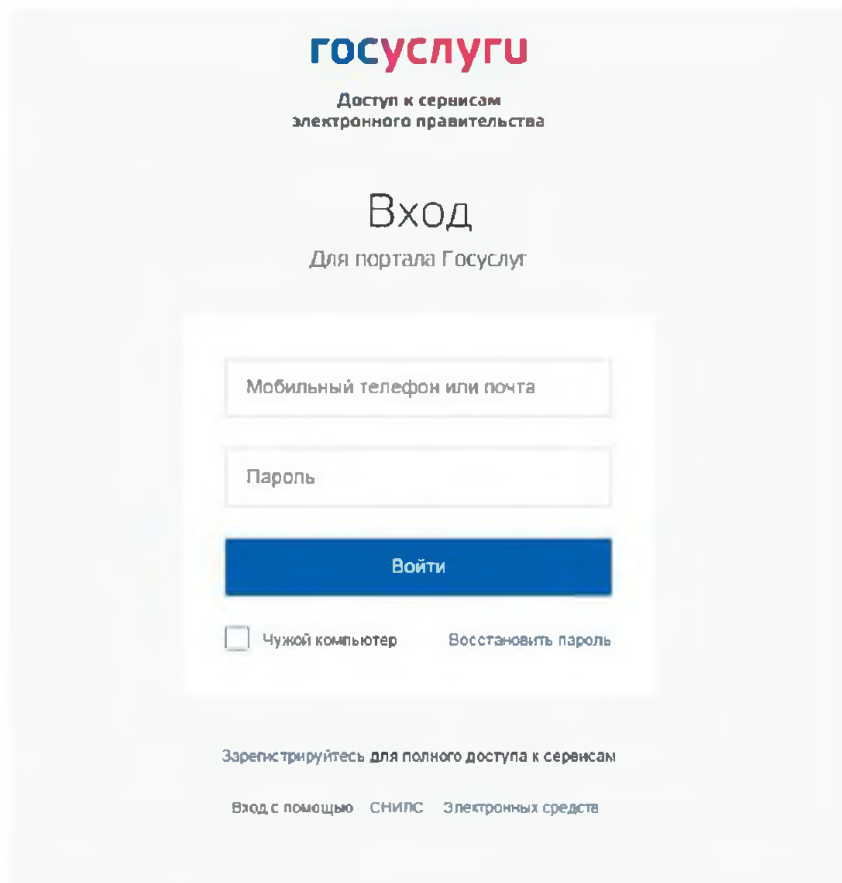 госуслуги
Доступ к сервисам
электронного правительства
Вход
Для портала Госуслуг
Мобильный телефон или почта
Пароль
Войти
Чужой компьютер Восстановить пароль
Зарегистрируйтесь для полного доступа к сервисам
Вход с помощью СНИЛС Электронных средств